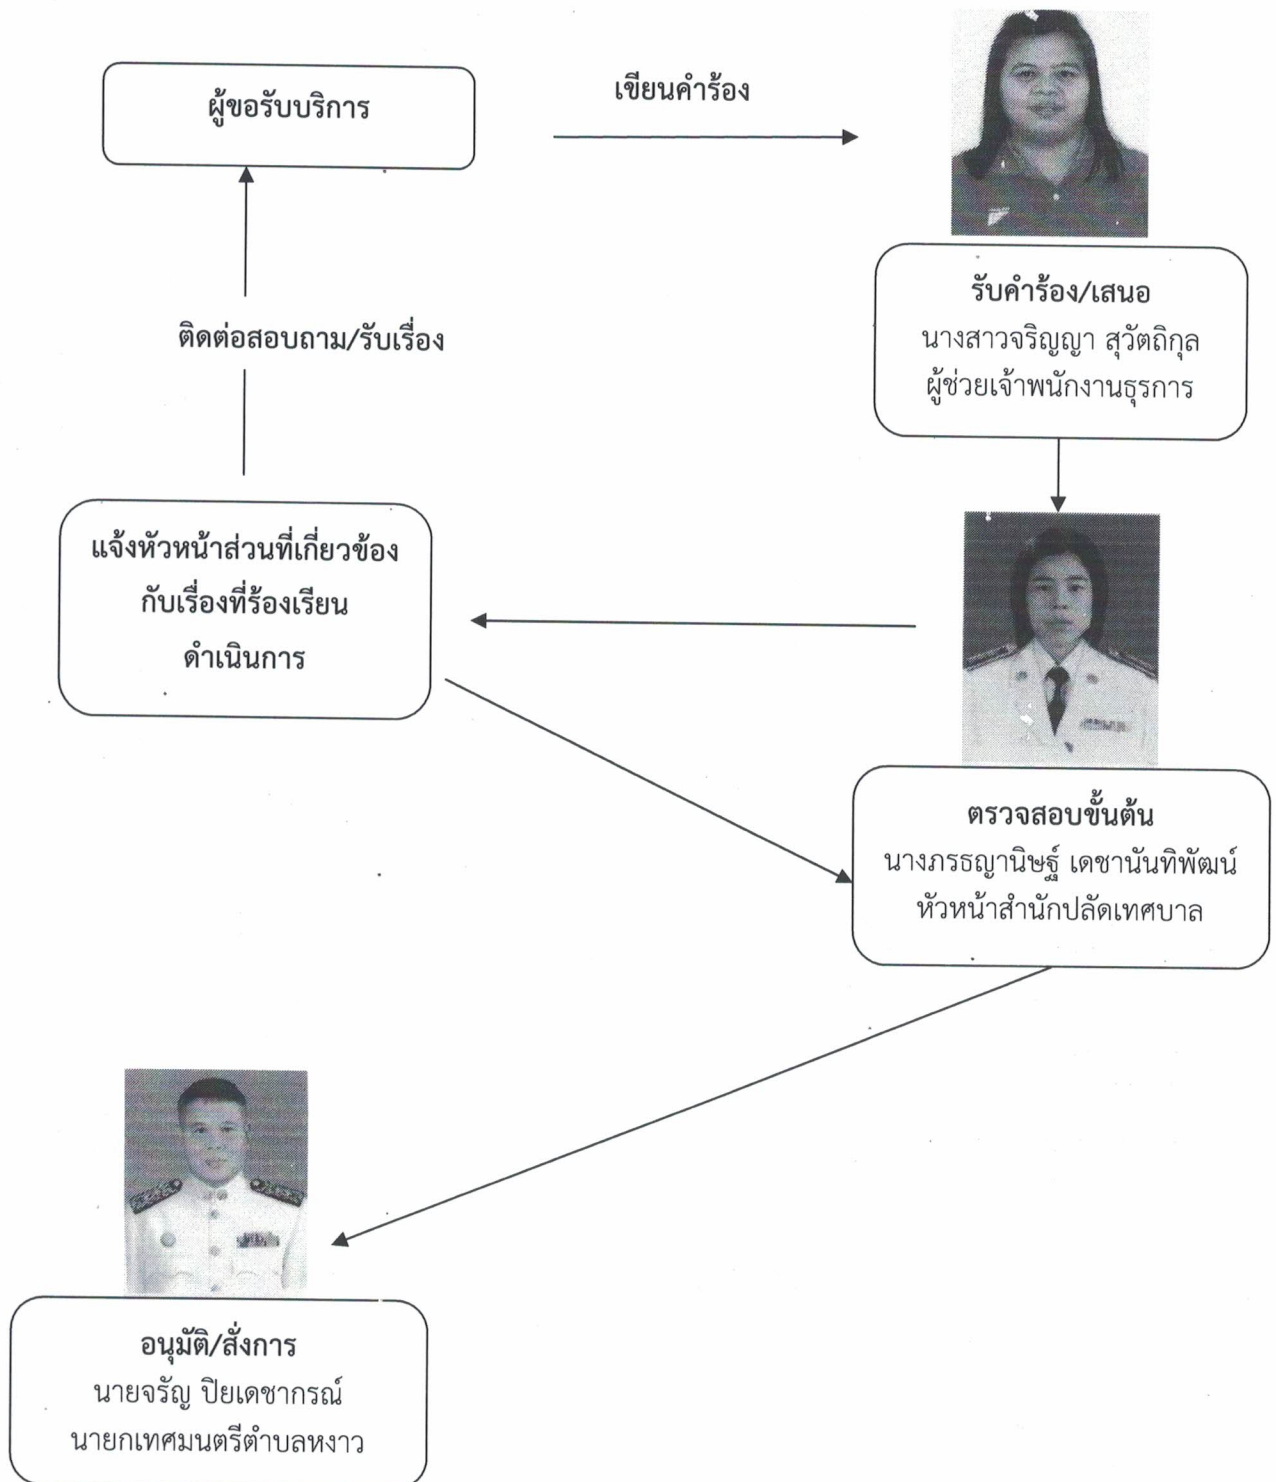 ผู้ขอรับบริการ
เขียนคำร้อง
รับคำร้อง/เสนอ
นางสาวจริญญา สุวัตถิกุล
ผู้ช่วยเจ้าพนักงานธุรการ
ติดต่อสอบถาม/รับเรื่อง
แจ้งหัวหน้าส่วนที่เกี่ยวข้อง
กับเรื่องที่ร้องเรียน
ดำเนินการ
ตรวจสอบขั้นต้น
นางภรธญานิษฐ์ เดชานันทิพัฒน์
หัวหน้าสำนักปลัดเทศบาล
อนุมัติ/สั่งการ
นายจรัญ ปิยเดชากรณ์
นายกเทศมนตรีตำบลหงาว